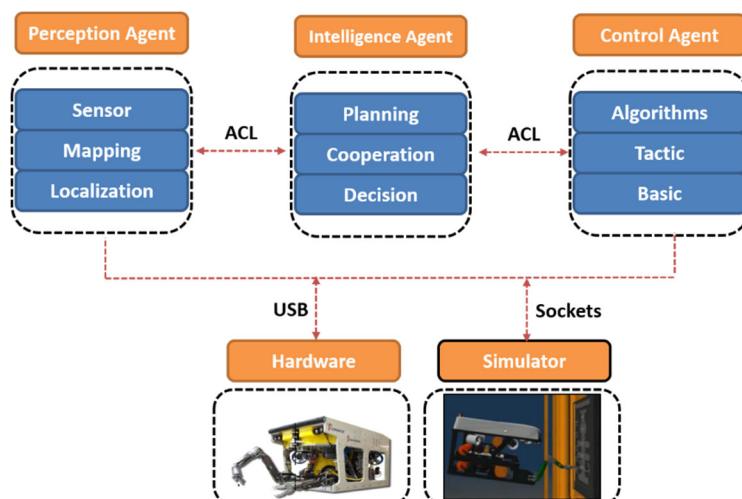 Perception Agent
Intelligence Agent
Control Agent
Sensor
Mapping
Localization
ACL
Planning
Cooperation
Decision
ACL
Algorithms
Tactic
Basic
USB
Sockets
Hardware
Simulator